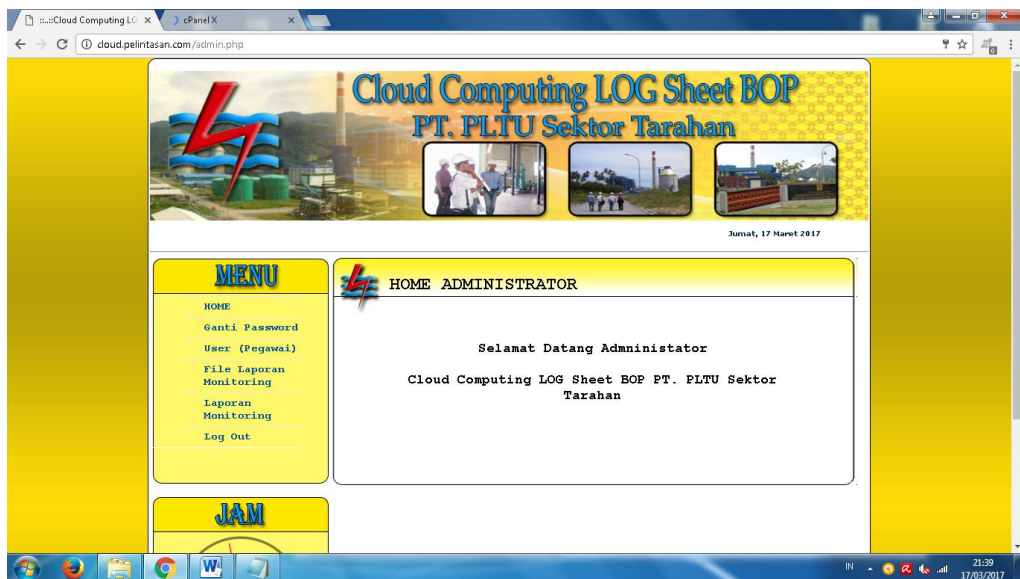 ::..::Cloud Computing LO
cPanel X
cloud.pelintasan.com/admin.php
Cloud Computing LOG Sheet BOP
PT. PLTU Sektor Tarahan
Jumat, 17 Maret 2017
MENU
HOME
Ganti Password
User (Pegawai)
File Laporan
Monitoring
Laporan
Monitoring
Log Out
HOME ADMINISTRATOR
Selamat Datang Admninistator
Cloud Computing LOG Sheet BOP PT. PLTU Sektor
Tarahan
JAM
IN
21:39
17/03/2017